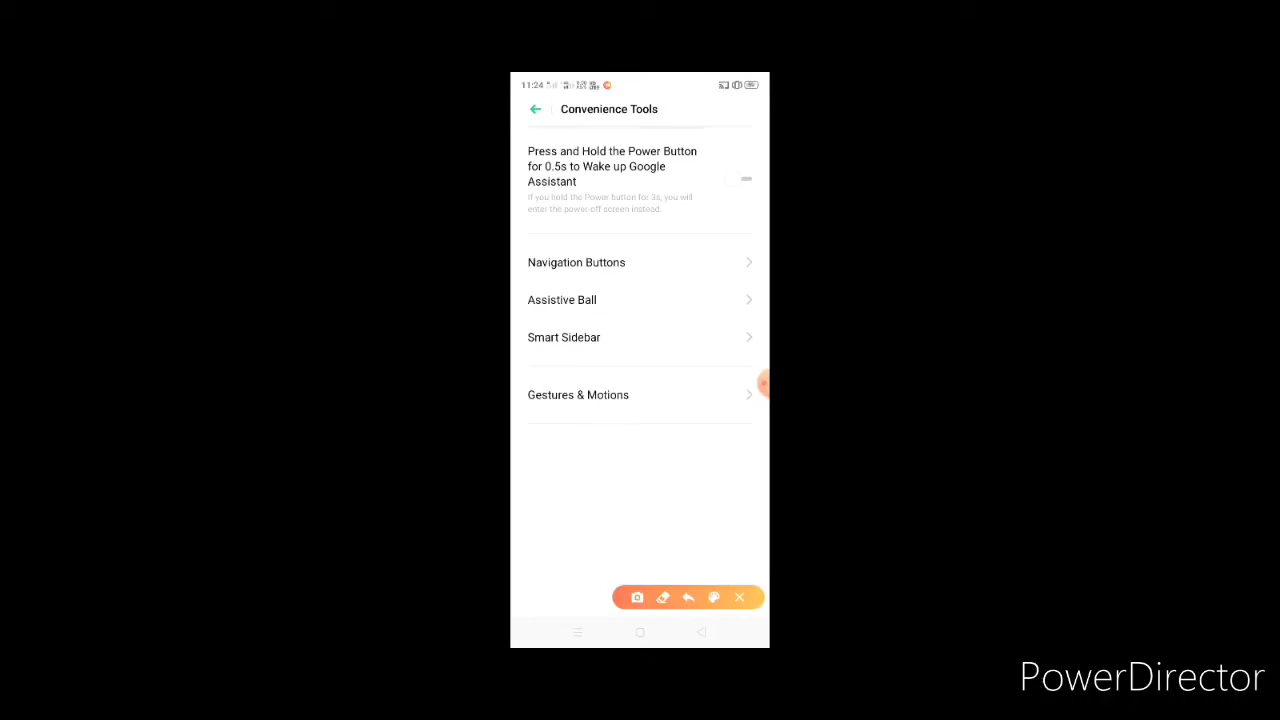 11:24
Convenience Tools
Press and Hold the Power Button
for 0.5s to Wake up Google
Assistant
If you hold the Power button for 3s, you will
enter the power-off screen instead.
Navigation Buttons
Assistive Ball
Smart Sidebar
Gestures & Motions
PowerDirector